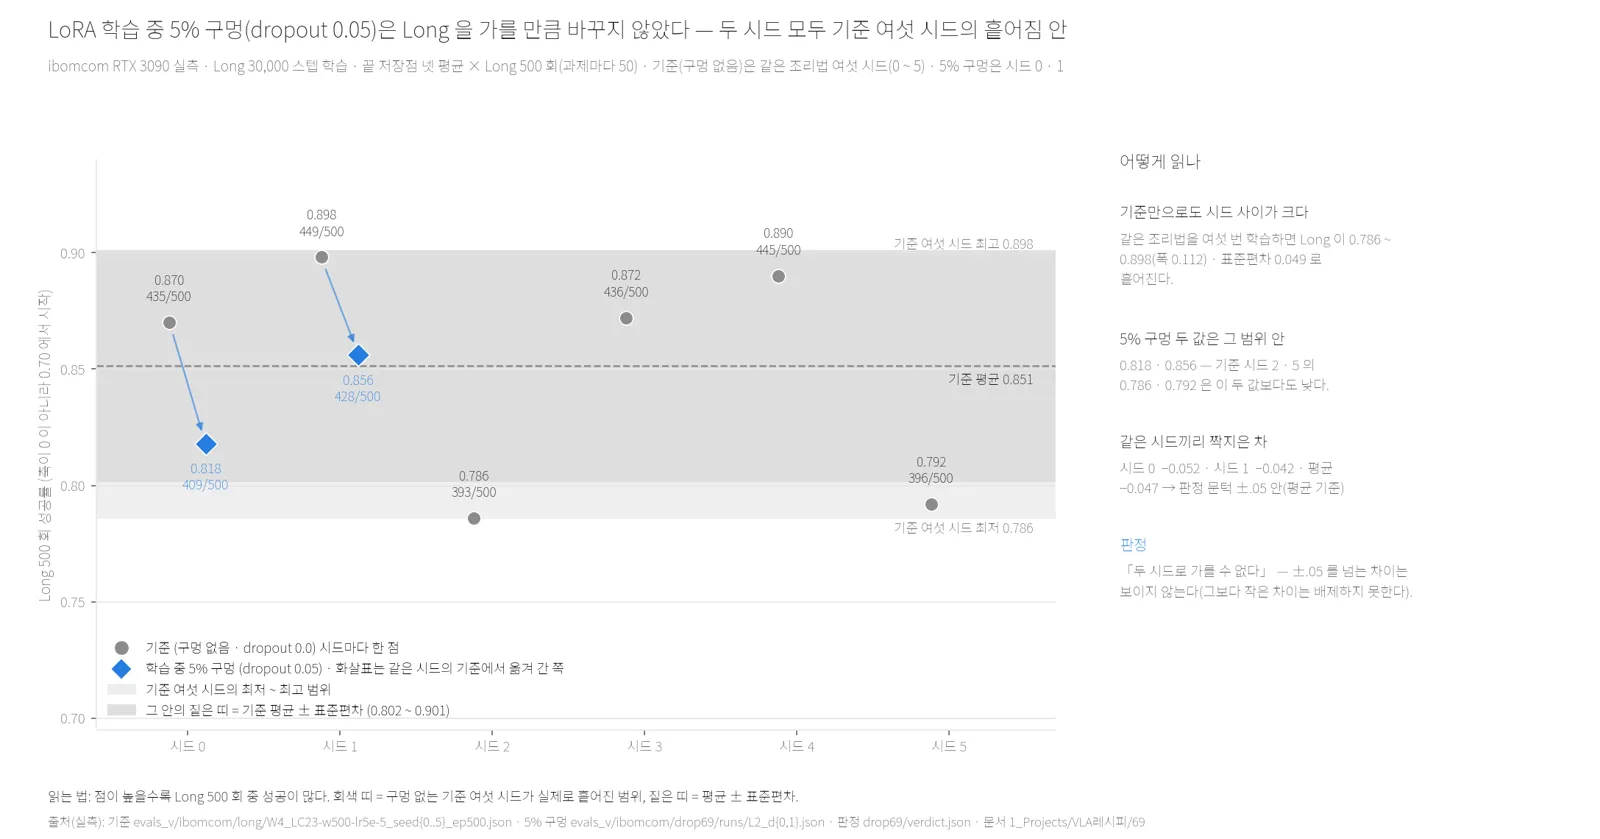 LoRA 학습 중 5% 구멍(dropout 0.05)은 Long 을 가를 만큼 바꾸지 않았다 — 두 시드 모두 기준 여섯 시드의 흩어짐 안
ibomcom RTX 3090 실측 · Long 30,000 스텝 학습 · 끝 저장점 넷 평균 × Long 500 회(과제마다 50) · 기준(구멍 없음)은 같은 조리법 여섯 시드(0 ~ 5) · 5% 구멍은 시드 0 · 1
Long 500 회 성공률 (축이 0 이 아니라 0.70 에서 시작)
0.90
0.85
0.80
0.75
0.70
0.870
435/500
0.898
449/500
0.818
409/500
0.856
428/500
0.786
393/500
0.872
436/500
0.890
445/500
0.792
396/500
기준 여섯 시드 최고 0.898
기준 평균 0.851
기준 여섯 시드 최저 0.786
기준 (구멍 없음 · dropout 0.0) 시드마다 한 점
학습 중 5% 구멍 (dropout 0.05) · 화살표는 같은 시드의 기준에서 옮겨 간 쪽
기준 여섯 시드의 최저 ~ 최고 범위
그 안의 짙은 띠 = 기준 평균 ± 표준편차 (0.802 ~ 0.901)
시드 0
시드 1
시드 2
시드 3
시드 4
시드 5
어떻게 읽나
기준만으로도 시드 사이가 크다
같은 조리법을 여섯 번 학습하면 Long 이 0.786 ~
0.898(폭 0.112) · 표준편차 0.049 로
흩어진다.
5% 구멍 두 값은 그 범위 안
0.818 · 0.856 — 기준 시드 2 · 5 의
0.786 · 0.792 은 이 두 값보다도 낮다.
같은 시드끼리 짝지은 차
시드 0 −0.052 · 시드 1 −0.042 · 평균
−0.047 → 판정 문턱 ±.05 안(평균 기준)
판정
「두 시드로 가를 수 없다」 — ±.05 를 넘는 차이는
보이지 않는다(그보다 작은 차이는 배제하지 못한다).
읽는 법: 점이 높을수록 Long 500 회 중 성공이 많다. 회색 띠 = 구멍 없는 기준 여섯 시드가 실제로 흩어진 범위, 짙은 띠 = 평균 ± 표준편차.
출처(실측): 기준 evals_v/ibomcom/long/W4_LC23-w500-lr5e-5_seed{0..5}_ep500.json · 5% 구멍 evals_v/ibomcom/drop69/runs/L2_d{0,1}.json · 판정 drop69/verdict.json · 문서 1_Projects/VLA레시피/69